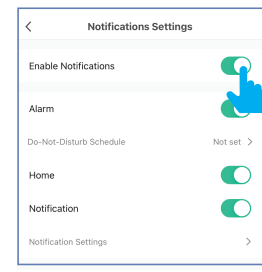 Notifications Settings
Enable Notifications
Alarm
Do-Not-Disturb Schedule Not set
Home
Notification
Notification Settings